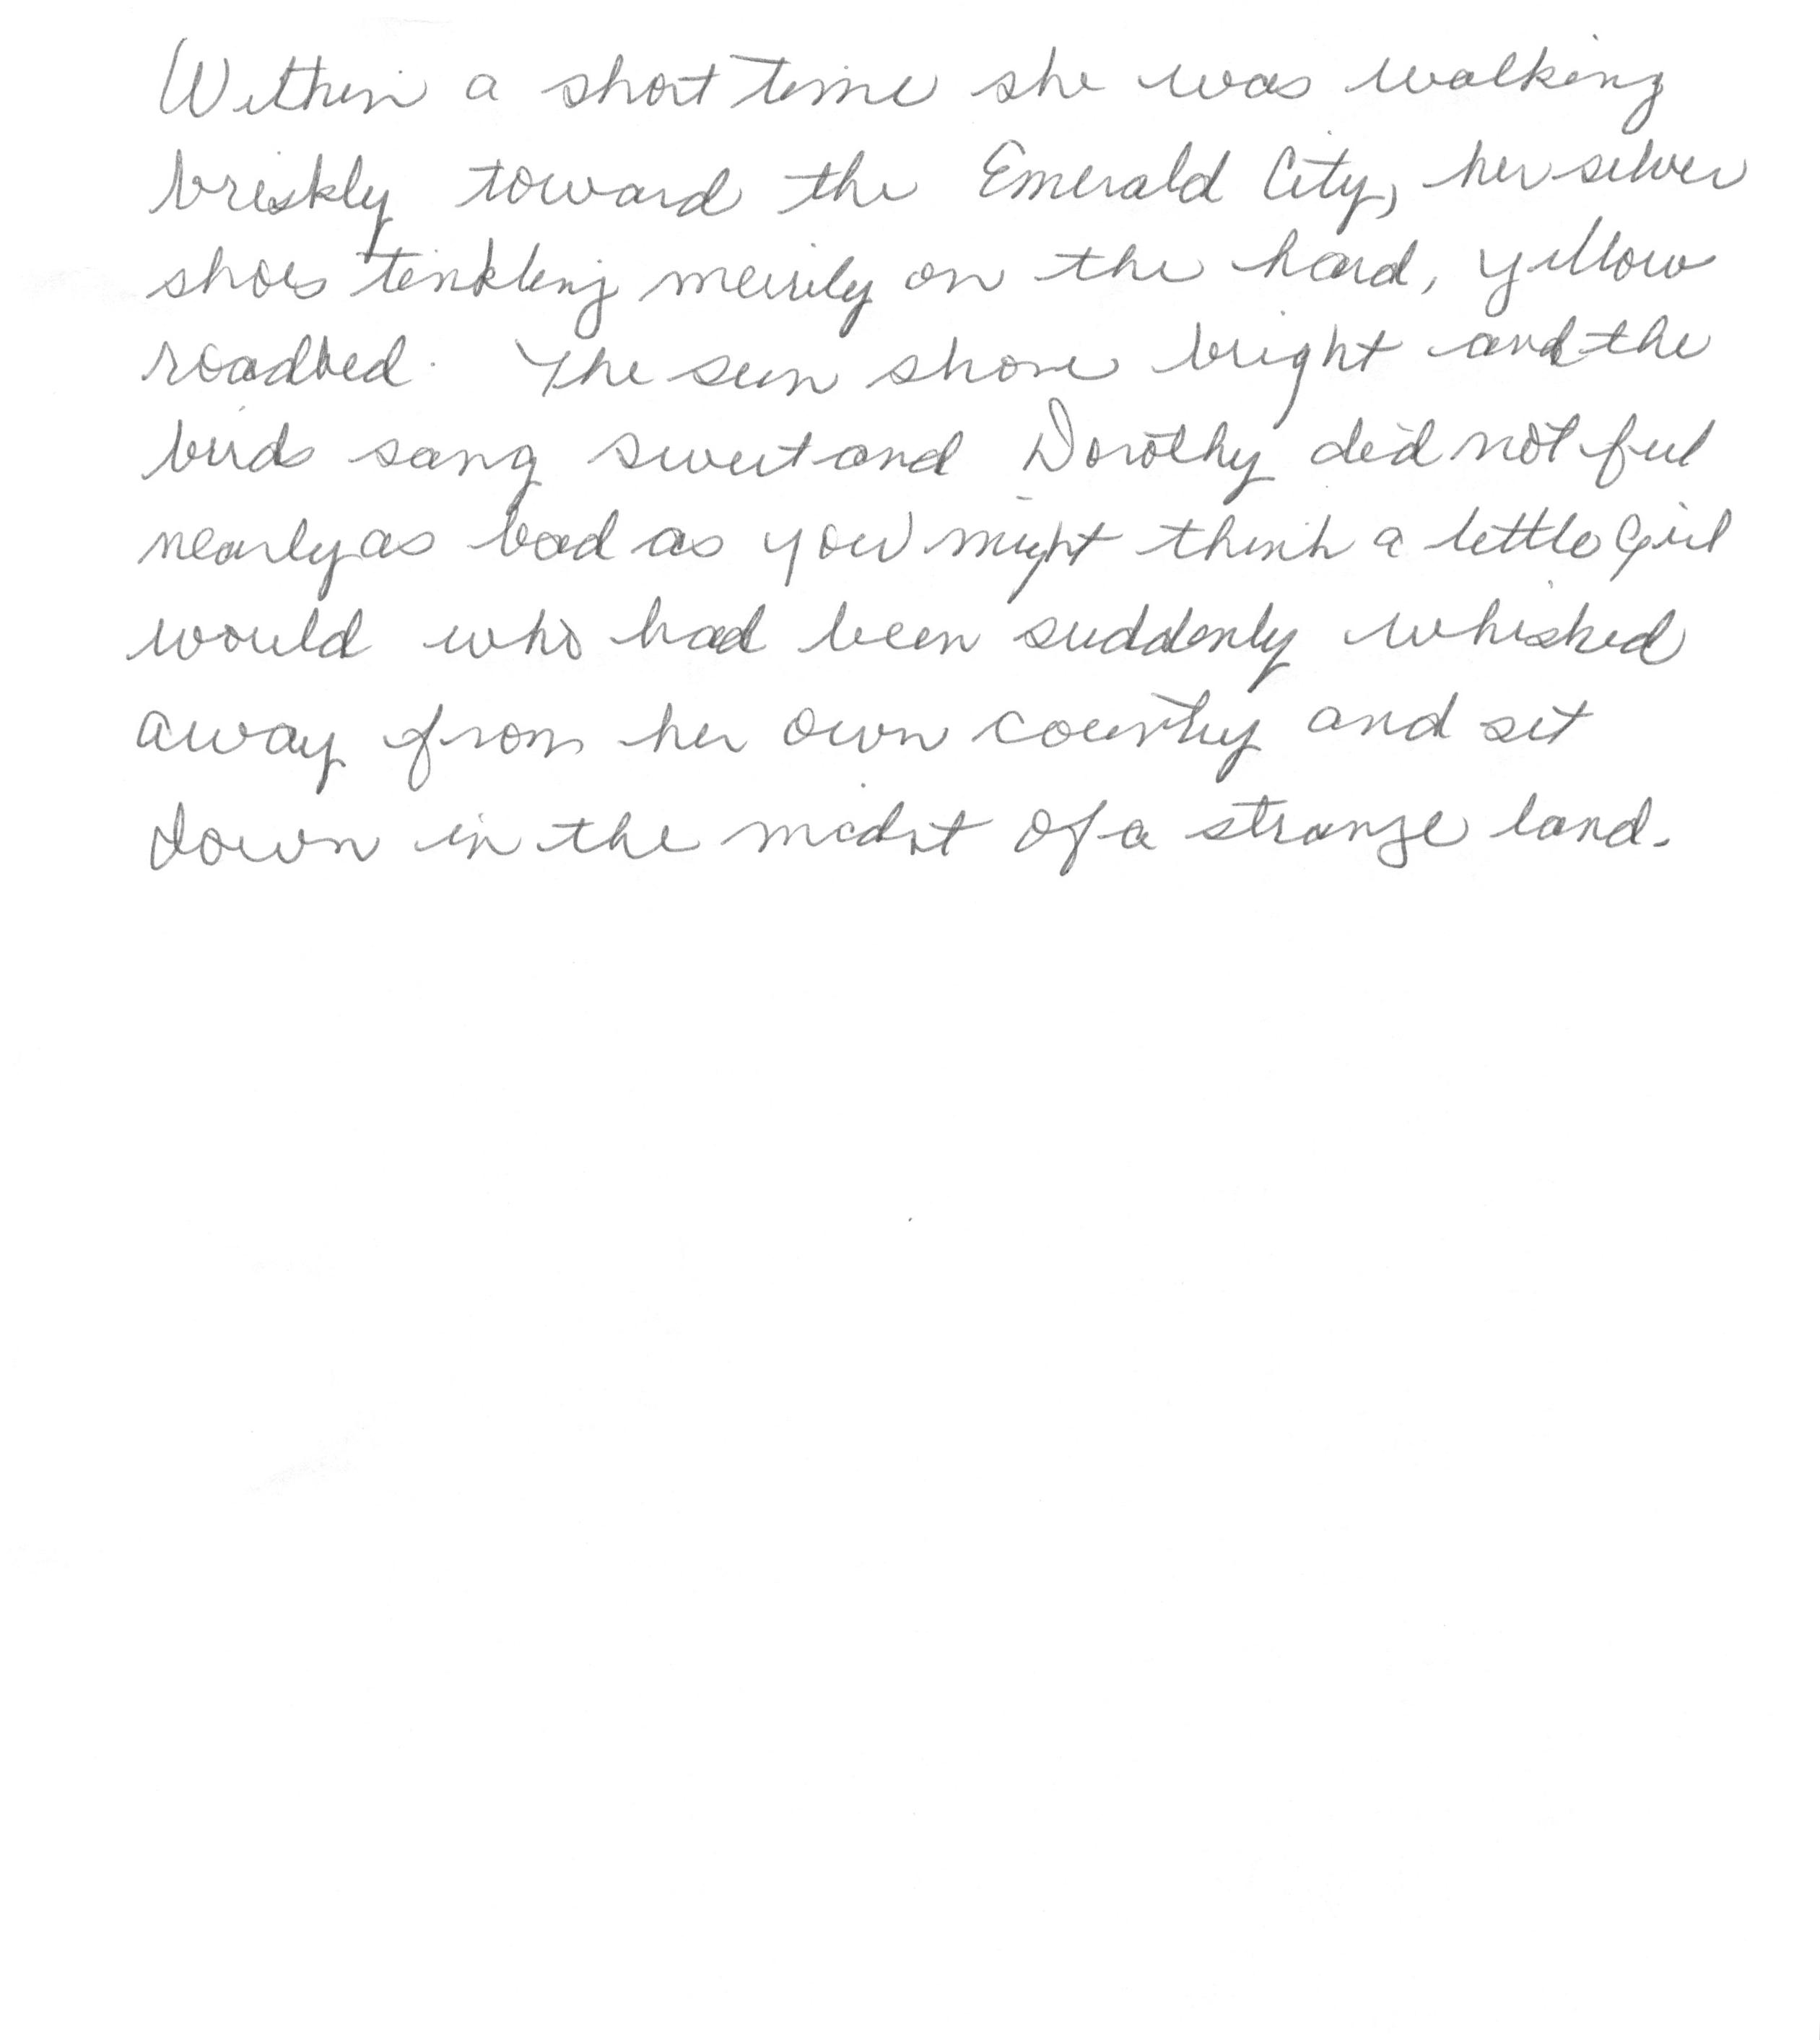 Within a short time she was walking
briskly toward the Emerald City, her silver
shoes tinkling merrily on the hard, yellow
roadbed. The sun shone bright and the
birds sang sweet and Dorothy did not feel
nearly as bad as you might think a little girl
would who had been suddenly whisked
away from her own country and set
down in the midst of a strange land.